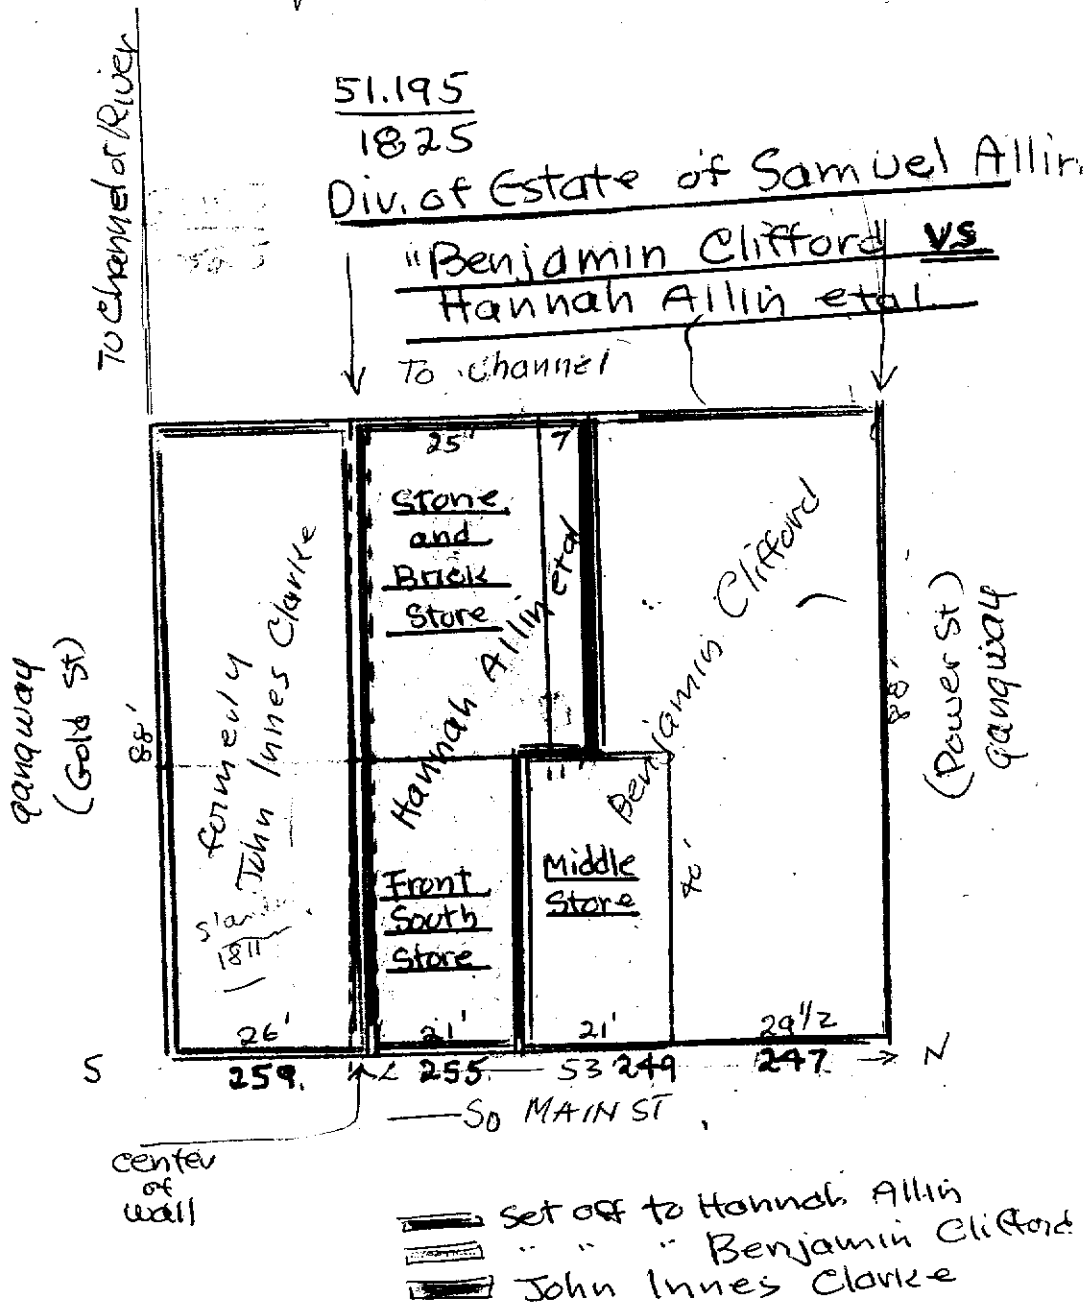 51.195
1825
Div. of Estate of Samuel Allin
"Benjamin Clifford vs
Hannah Allin etal
To Channel or River
To Channel
25' 7'
Stone
and
Brick
Store
Hannah Allin etal
Benjamin Clifford
formerly
John Innes Clarke
1811
gangway
(Gold St)
88'
(Power St)
gangway
88'
11'
Front
South
Store
Middle
Store
40'
26' 21' 21' 29 1/2
S 259. 255 53 249 247 N
So MAIN ST.
center
of
wall
set off to Hannah Allin
" " " Benjamin Clifford
John Innes Clarke